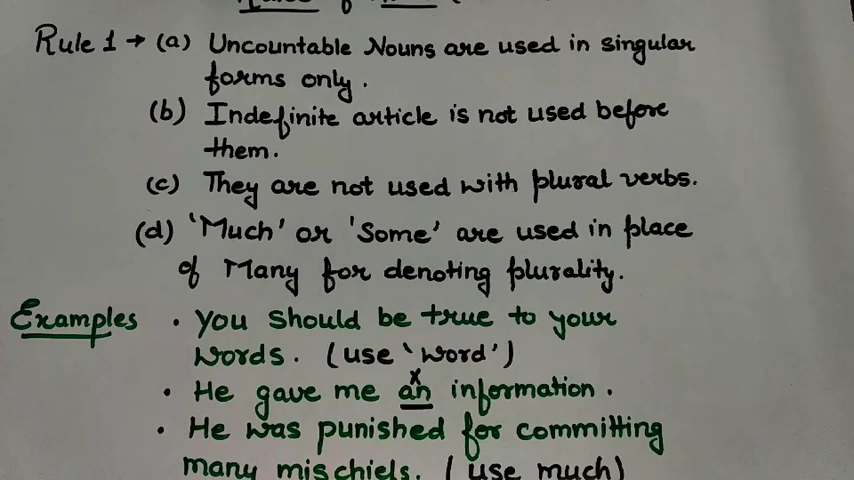 Rule 1 → (a) Uncountable Nouns are used in singular
forms only.
(b) Indefinite article is not used before
them.
(c) They are not used with plural verbs.
(d) 'Much' or 'Some' are used in place
of Many for denoting plurality.
Examples • You should be true to your
words. (use 'word')
x
• He gave me an information.
• He was punished for committing
many mischiefs. (use much)